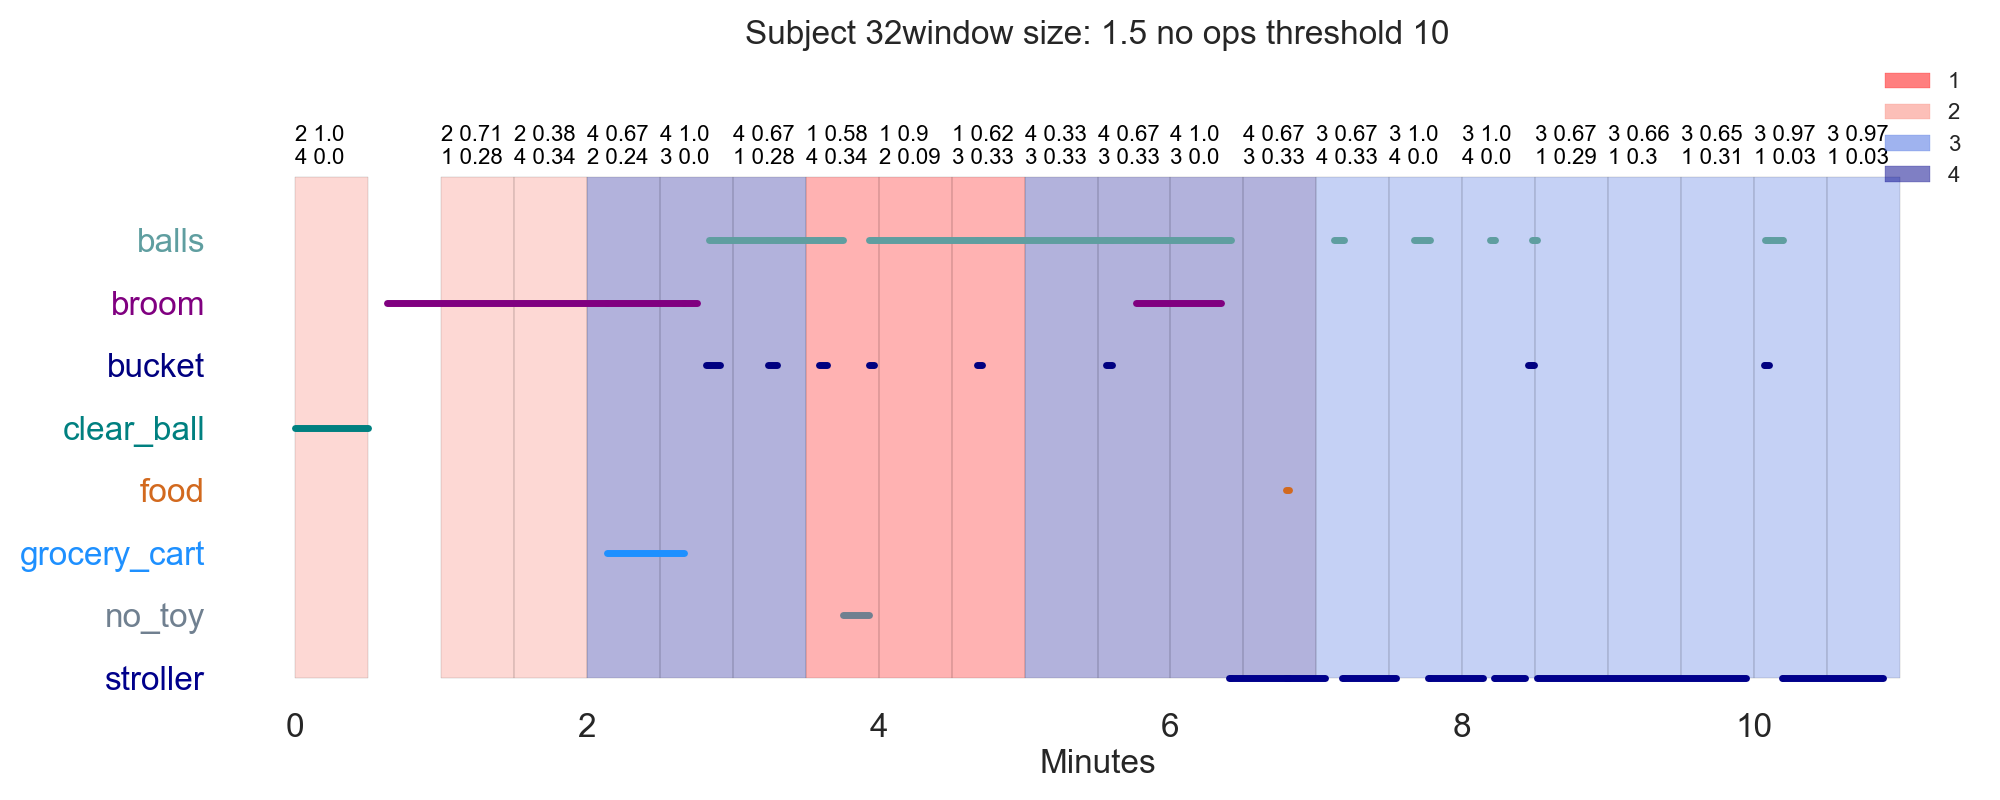 Subject 32window size: 1.5 no ops threshold 10
1
2
3
4
2 1.0 2 0.71 2 0.38 4 0.67 4 1.0 4 0.67 1 0.58 1 0.9 1 0.62 4 0.33 4 0.67 4 1.0 4 0.67 3 0.67 3 1.0 3 1.0 3 0.67 3 0.66 3 0.65 3 0.97 3 0.97
4 0.0 1 0.28 4 0.34 2 0.24 3 0.0 1 0.28 4 0.34 2 0.09 3 0.33 3 0.33 3 0.33 3 0.0 3 0.33 4 0.33 4 0.0 4 0.0 1 0.29 1 0.3 1 0.31 1 0.03 1 0.03
balls
broom
bucket
clear_ball
food
grocery_cart
no_toy
stroller
0 2 4 6 8 10
Minutes